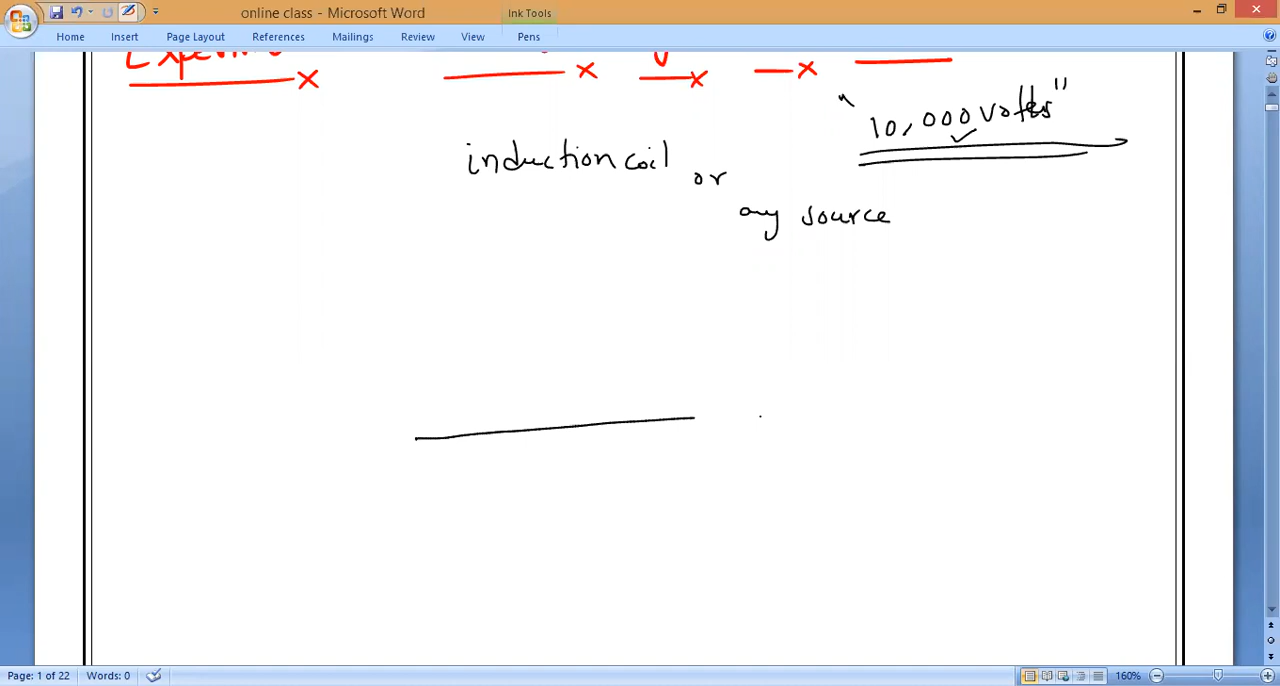 online class - Microsoft Word
Ink Tools
Home Insert Page Layout References Mailings Review View Pens
"10,000 volts"
induction coil
or
any source
Page: 1 of 22 Words: 0 160%